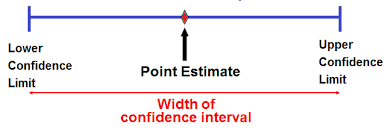 Lower
Confidence
Limit
Point Estimate
Upper
Confidence
Limit
Width of
confidence interval